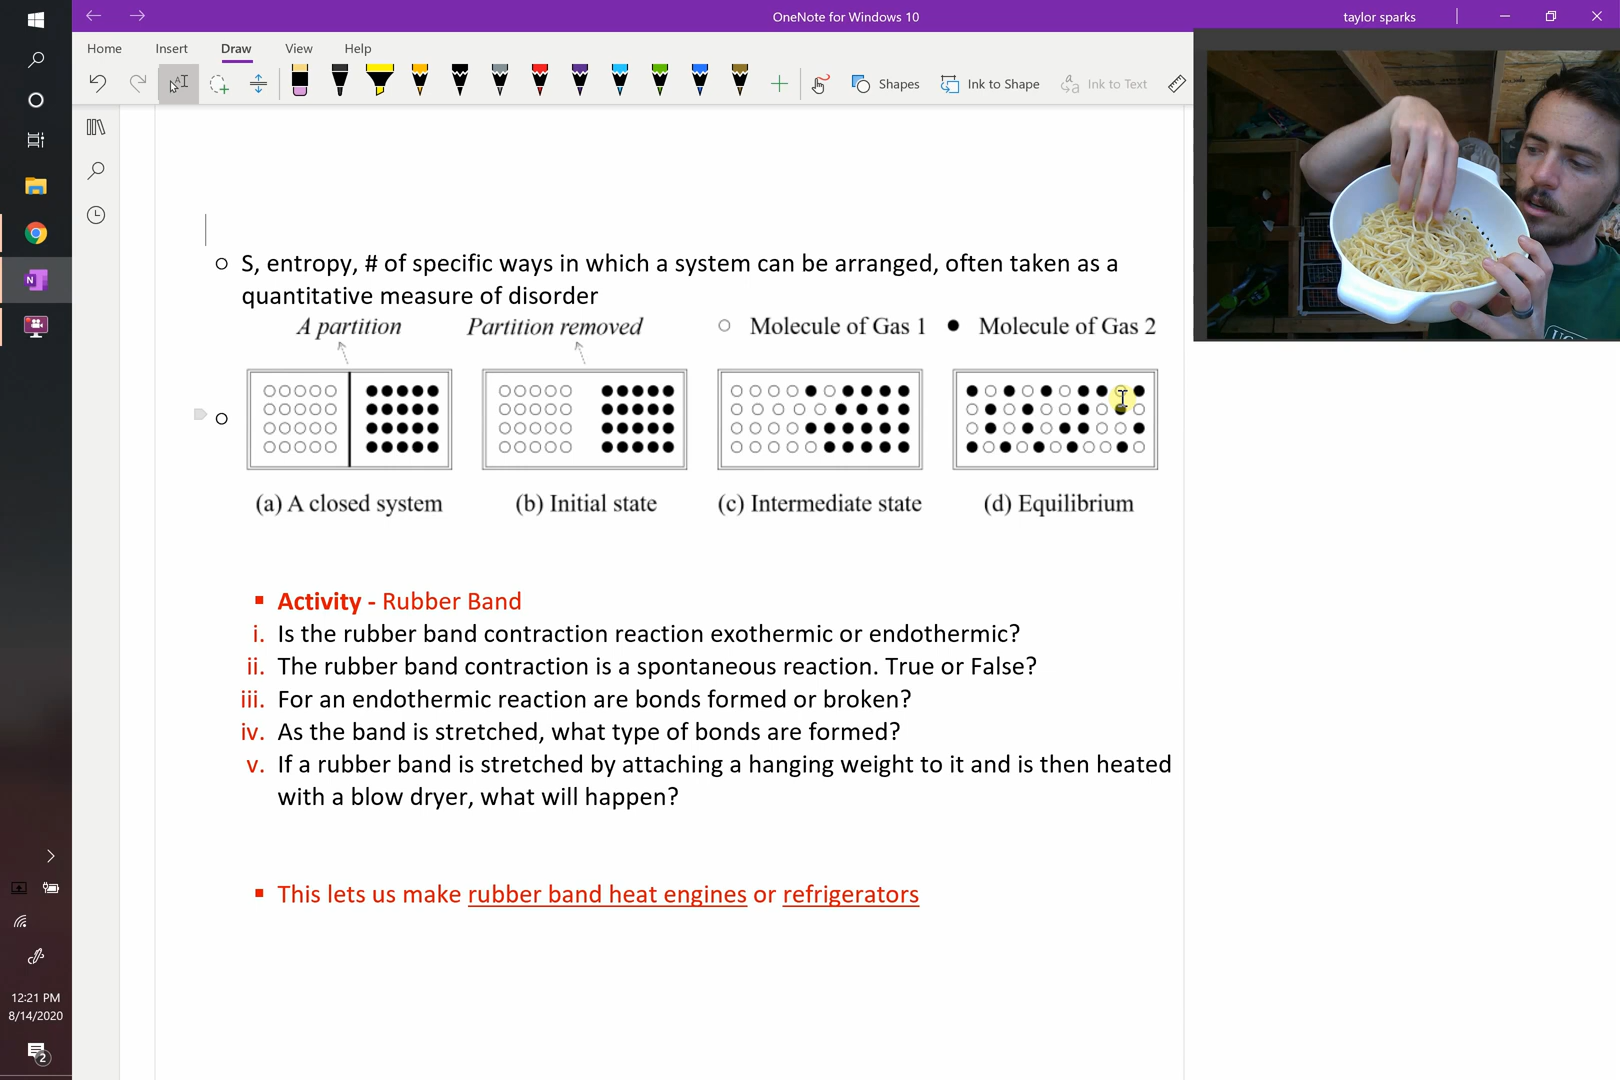 OneNote for Windows 10
taylor sparks
Home Insert Draw View Help
Shapes Ink to Shape Ink to Text
S, entropy, # of specific ways in which a system can be arranged, often taken as a
quantitative measure of disorder
A partition Partition removed Molecule of Gas 1 Molecule of Gas 2
(a) A closed system (b) Initial state (c) Intermediate state (d) Equilibrium
Activity - Rubber Band
i. Is the rubber band contraction reaction exothermic or endothermic?
ii. The rubber band contraction is a spontaneous reaction. True or False?
iii. For an endothermic reaction are bonds formed or broken?
iv. As the band is stretched, what type of bonds are formed?
v. If a rubber band is stretched by attaching a hanging weight to it and is then heated
with a blow dryer, what will happen?
This lets us make rubber band heat engines or refrigerators
12:21 PM
8/14/2020
2